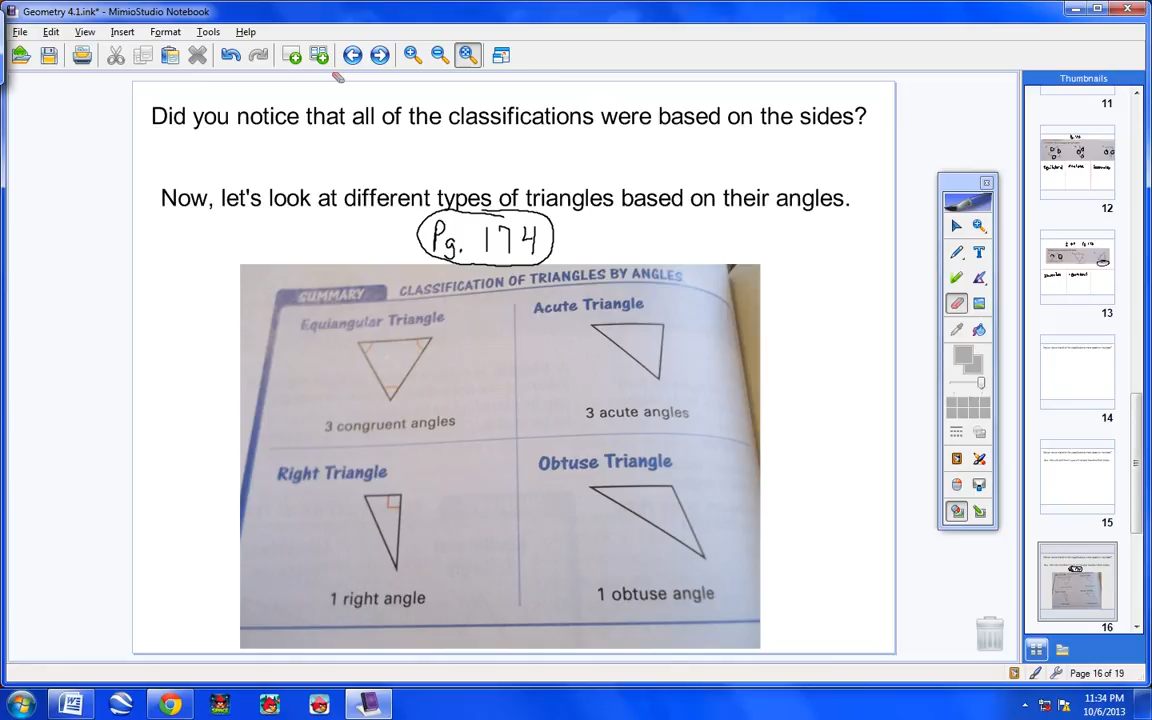 Geometry 4.1.ink* - MimioStudio Notebook
File Edit View Insert Format Tools Help
Did you notice that all of the classifications were based on the sides?
Now, let's look at different types of triangles based on their angles.
Pg. 174
SUMMARY CLASSIFICATION OF TRIANGLES BY ANGLES
Equiangular Triangle
3 congruent angles
Acute Triangle
3 acute angles
Right Triangle
1 right angle
Obtuse Triangle
1 obtuse angle
Thumbnails
11
12
13
14
15
16
Page 16 of 19
11:34 PM
10/6/2013